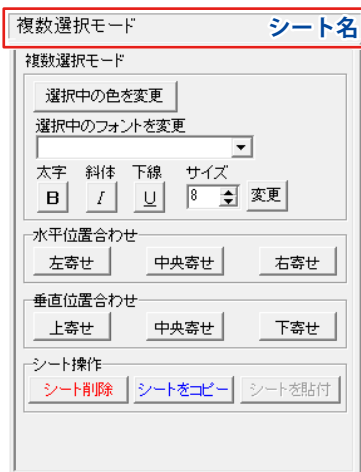 複数選択モード シート名
複数選択モード
選択中の色を変更
選択中のフォントを変更
太字 斜体 下線 サイズ
B I U 8 変更
水平位置合わせ
左寄せ 中央寄せ 右寄せ
垂直位置合わせ
上寄せ 中央寄せ 下寄せ
シート操作
シート削除 シートをコピー シートを貼付